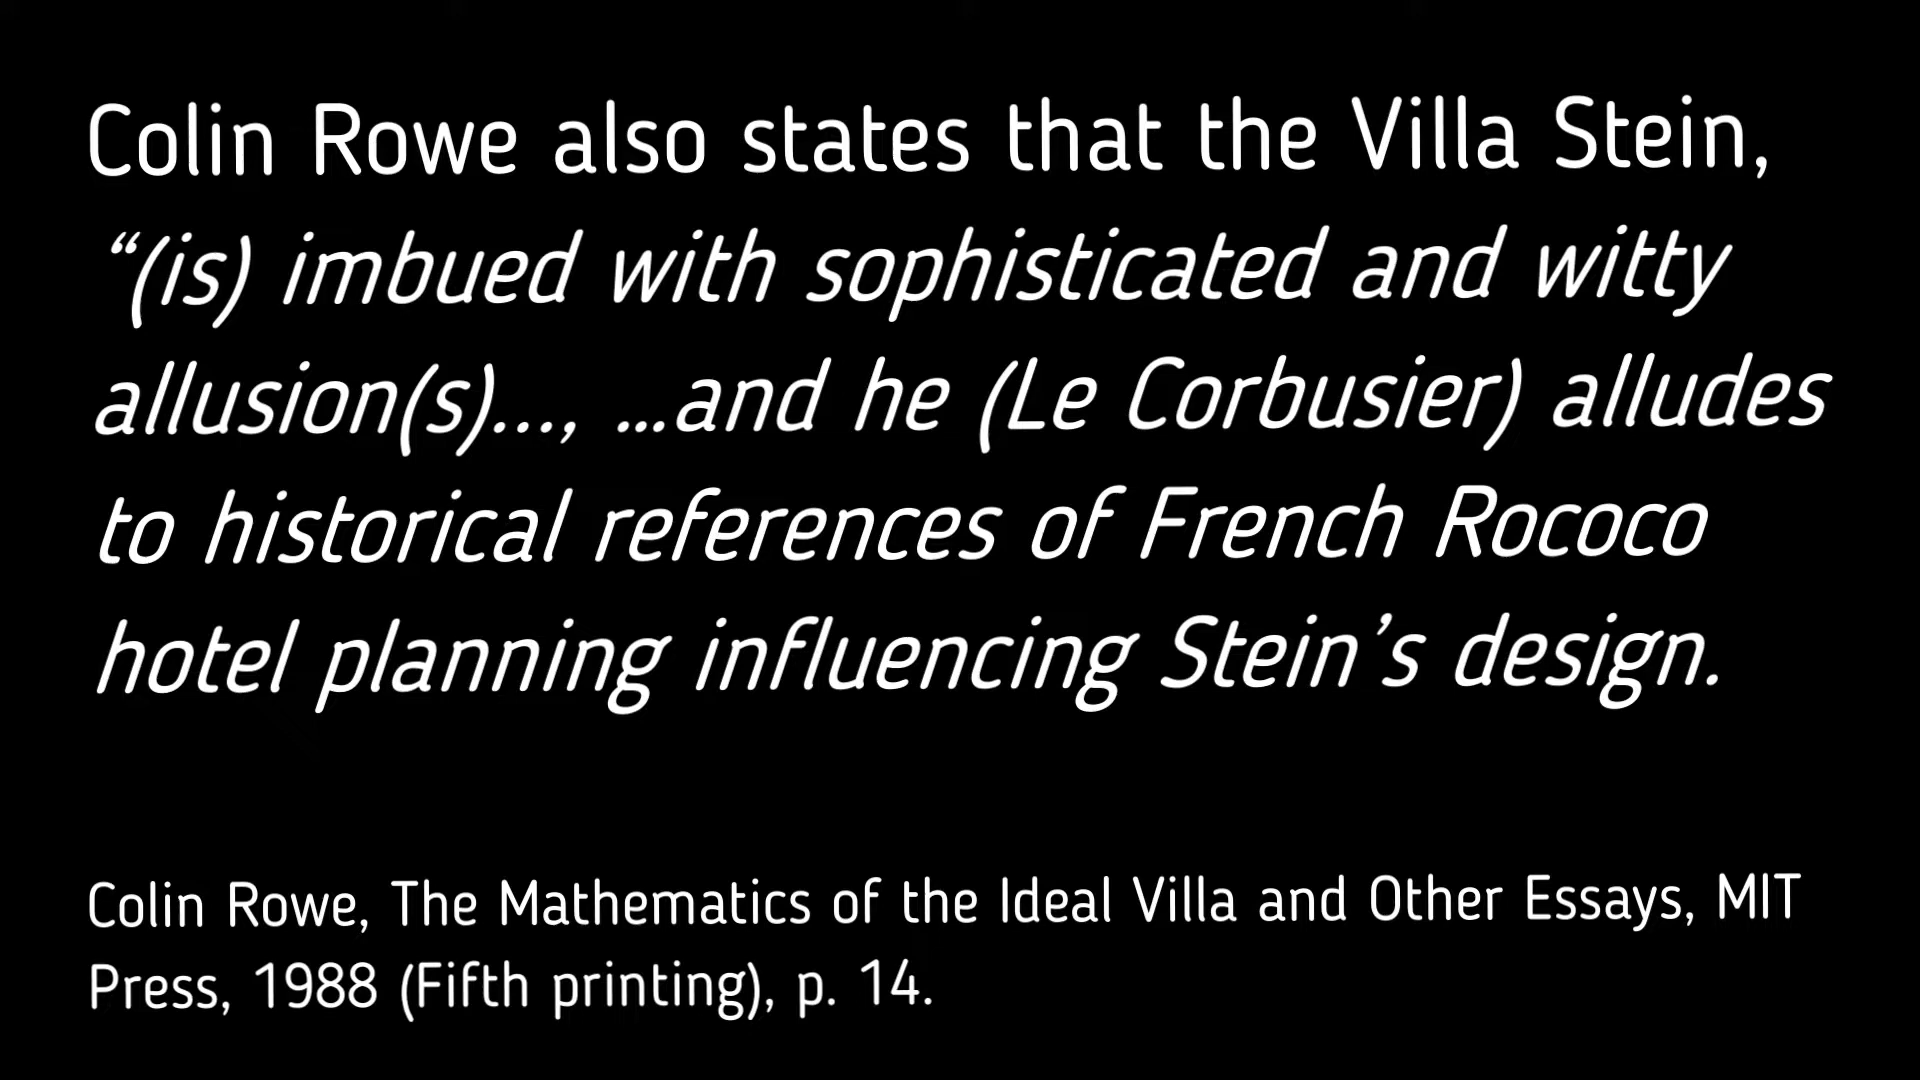 Colin Rowe also states that the Villa Stein,
“(is) imbued with sophisticated and witty
allusion(s)..., ...and he (Le Corbusier) alludes
to historical references of French Rococo
hotel planning influencing Stein’s design.
Colin Rowe, The Mathematics of the Ideal Villa and Other Essays, MIT
Press, 1988 (Fifth printing), p. 14.